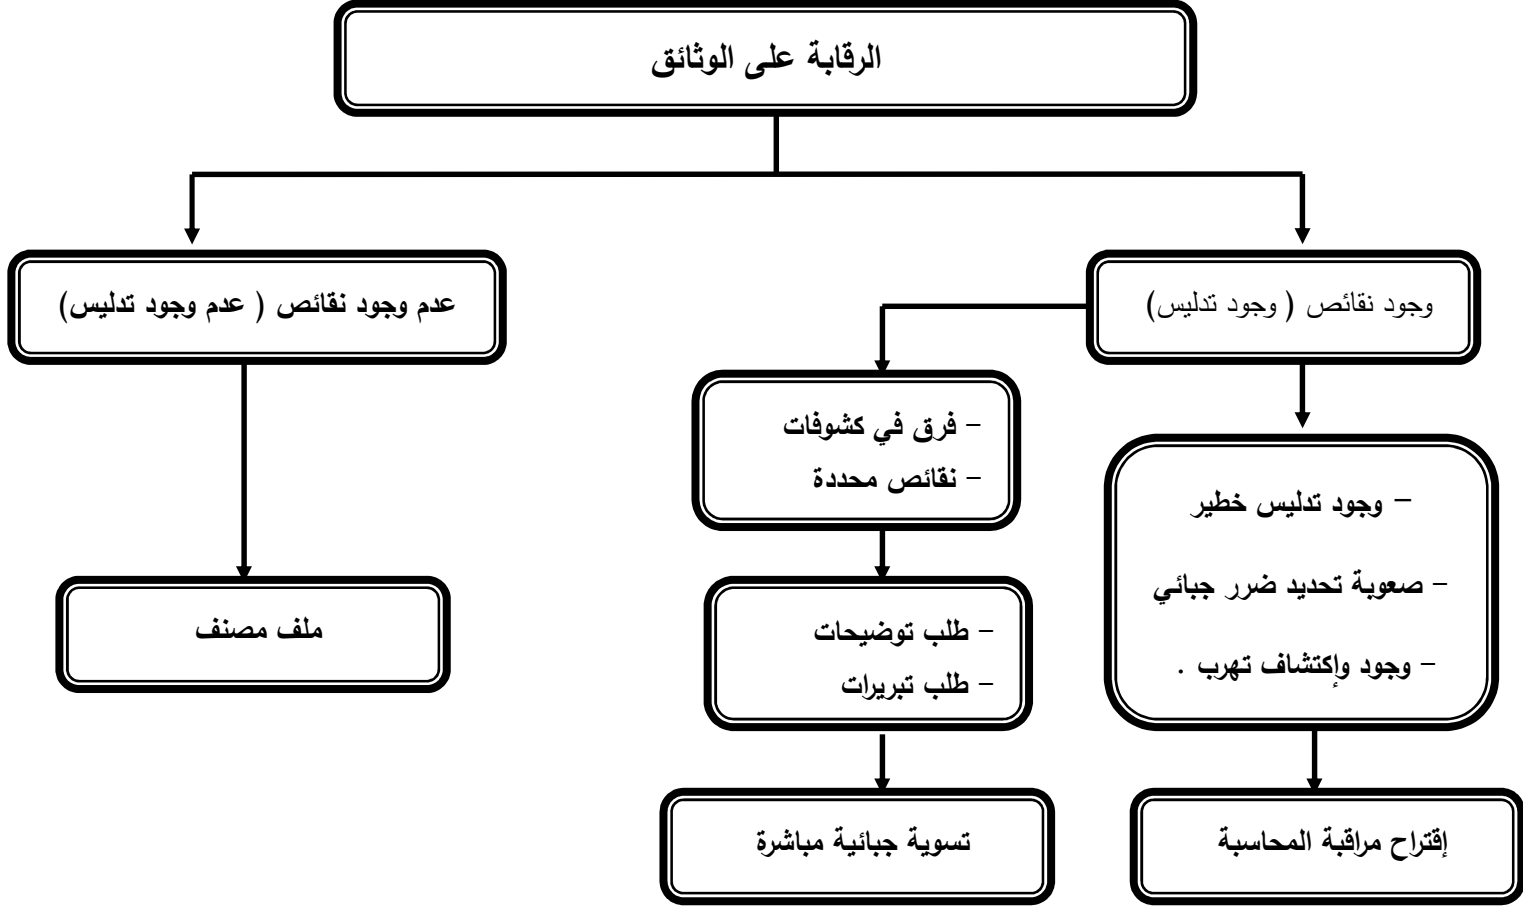 الرقابة على الوثائق
وجود نقائص ( وجود تدليس)
عدم وجود نقائص ( عدم وجود تدليس)
- فرق في كشوفات
- نقائص محددة
- وجود تدليس خطير
- صعوبة تحديد ضرر جبائي
- وجود وإكتشاف تهرب .
- طلب توضيحات
- طلب تبريرات
ملف مصنف
إقتراح مراقبة المحاسبة
تسوية جبائية مباشرة